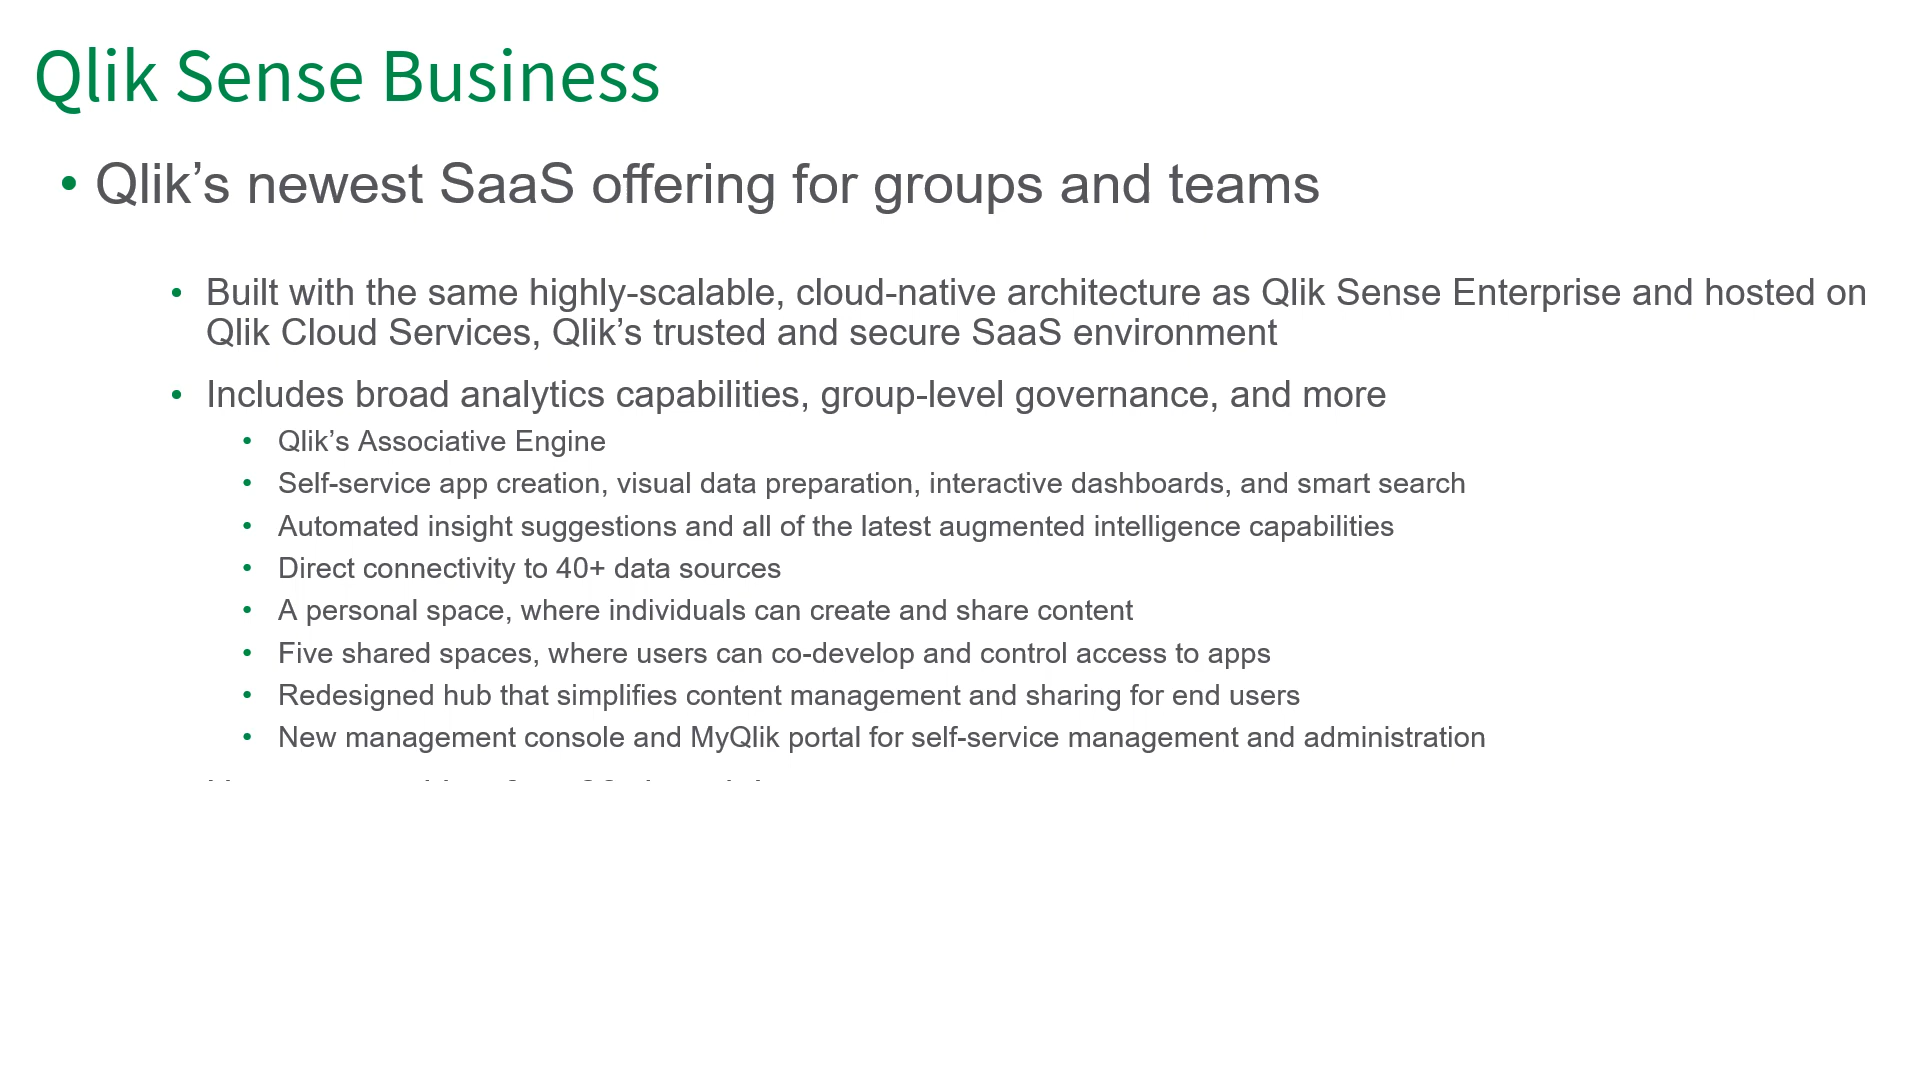 Qlik Sense Business
• Qlik’s newest SaaS offering for groups and teams
• Built with the same highly-scalable, cloud-native architecture as Qlik Sense Enterprise and hosted on
Qlik Cloud Services, Qlik’s trusted and secure SaaS environment
• Includes broad analytics capabilities, group-level governance, and more
• Qlik’s Associative Engine
• Self-service app creation, visual data preparation, interactive dashboards, and smart search
• Automated insight suggestions and all of the latest augmented intelligence capabilities
• Direct connectivity to 40+ data sources
• A personal space, where individuals can create and share content
• Five shared spaces, where users can co-develop and control access to apps
• Redesigned hub that simplifies content management and sharing for end users
• New management console and MyQlik portal for self-service management and administration